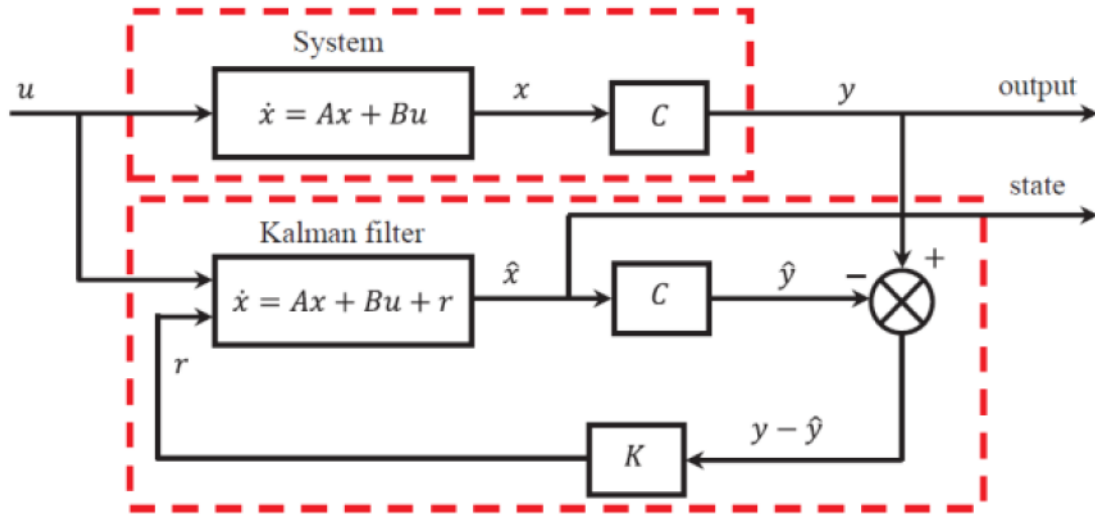 System
u
ẋ = Ax + Bu
x
C
y
output
state
Kalman filter
ẋ = Ax + Bu + r
x̂
C
ŷ
−
+
r
K
y − ŷ